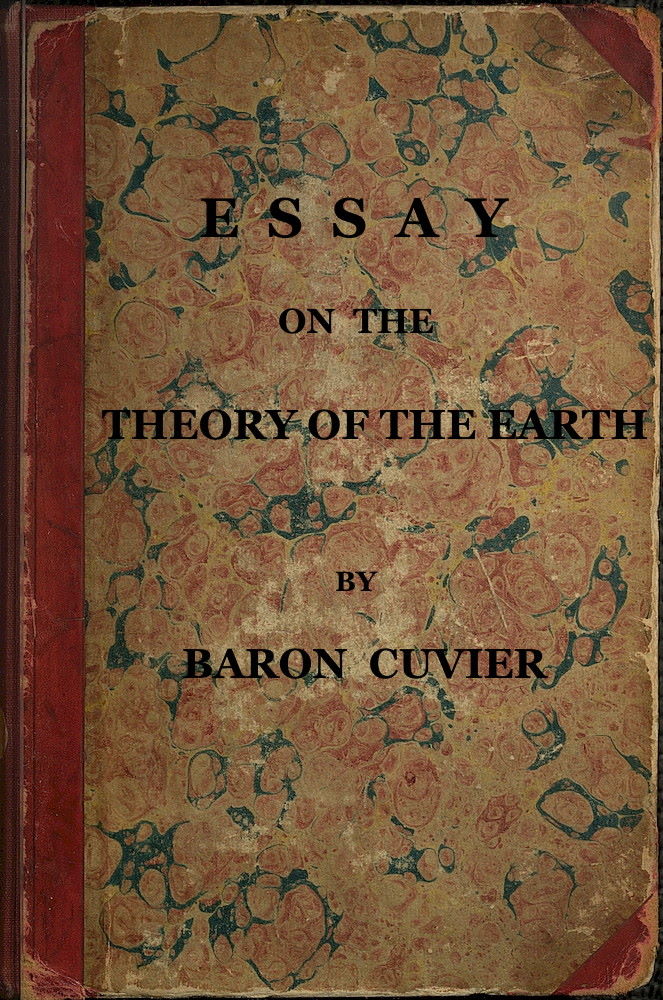 ESSAY
ON THE
THEORY OF THE EARTH
BY
BARON CUVIER